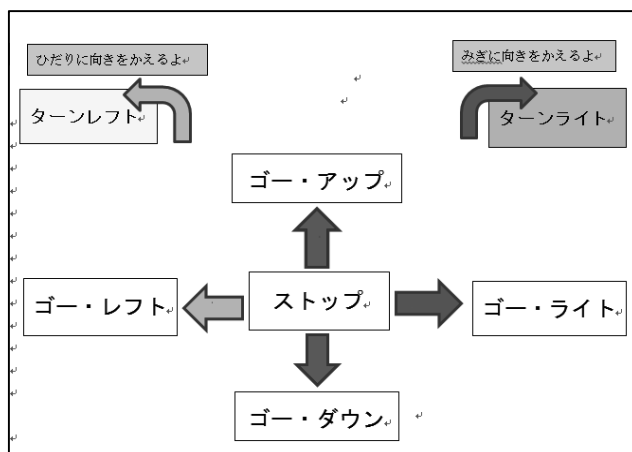 ひだりに向きをかえるよ
みぎに向きをかえるよ
ターンレフト
ターンライト
ゴー・アップ
ゴー・レフト
ストップ
ゴー・ライト
ゴー・ダウン